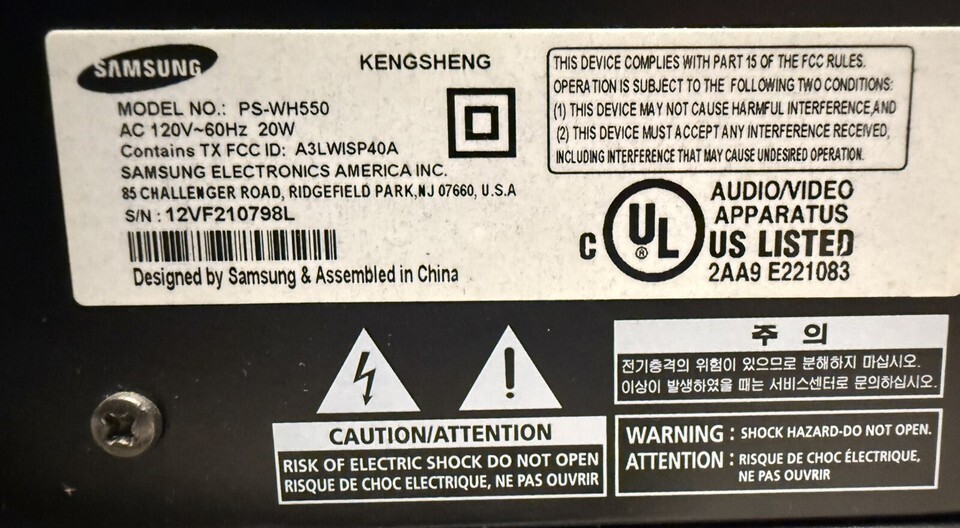 SAMSUNG
KENGSHENG
MODEL NO.: PS-WH550
AC 120V~60Hz 20W
Contains TX FCC ID: A3LWISP40A
SAMSUNG ELECTRONICS AMERICA INC.
85 CHALLENGER ROAD, RIDGEFIELD PARK,NJ 07660, U.S.A
S/N : 12VF210798L
Designed by Samsung & Assembled in China
THIS DEVICE COMPLIES WITH PART 15 OF THE FCC RULES.
OPERATION IS SUBJECT TO THE FOLLOWING TWO CONDITIONS:
(1) THIS DEVICE MAY NOT CAUSE HARMFUL INTERFERENCE,AND
(2) THIS DEVICE MUST ACCEPT ANY INTERFERENCE RECEIVED,
INCLUDING INTERFERENCE THAT MAY CAUSE UNDESIRED OPERATION.
C UL ®
AUDIO/VIDEO
APPARATUS
US LISTED
2AA9 E221083
CAUTION/ATTENTION
RISK OF ELECTRIC SHOCK DO NOT OPEN
RISQUE DE CHOC ELECTRIQUE, NE PAS OUVRIR
주 의
전기충격의 위험이 있으므로 분해하지 마십시오.
이상이 발생하였을 때는 서비스센터로 문의하십시오.
WARNING : SHOCK HAZARD-DO NOT OPEN.
ATTENTION : RISQUE DE CHOC ÉLECTRIQUE,
NE PAS OUVRIR